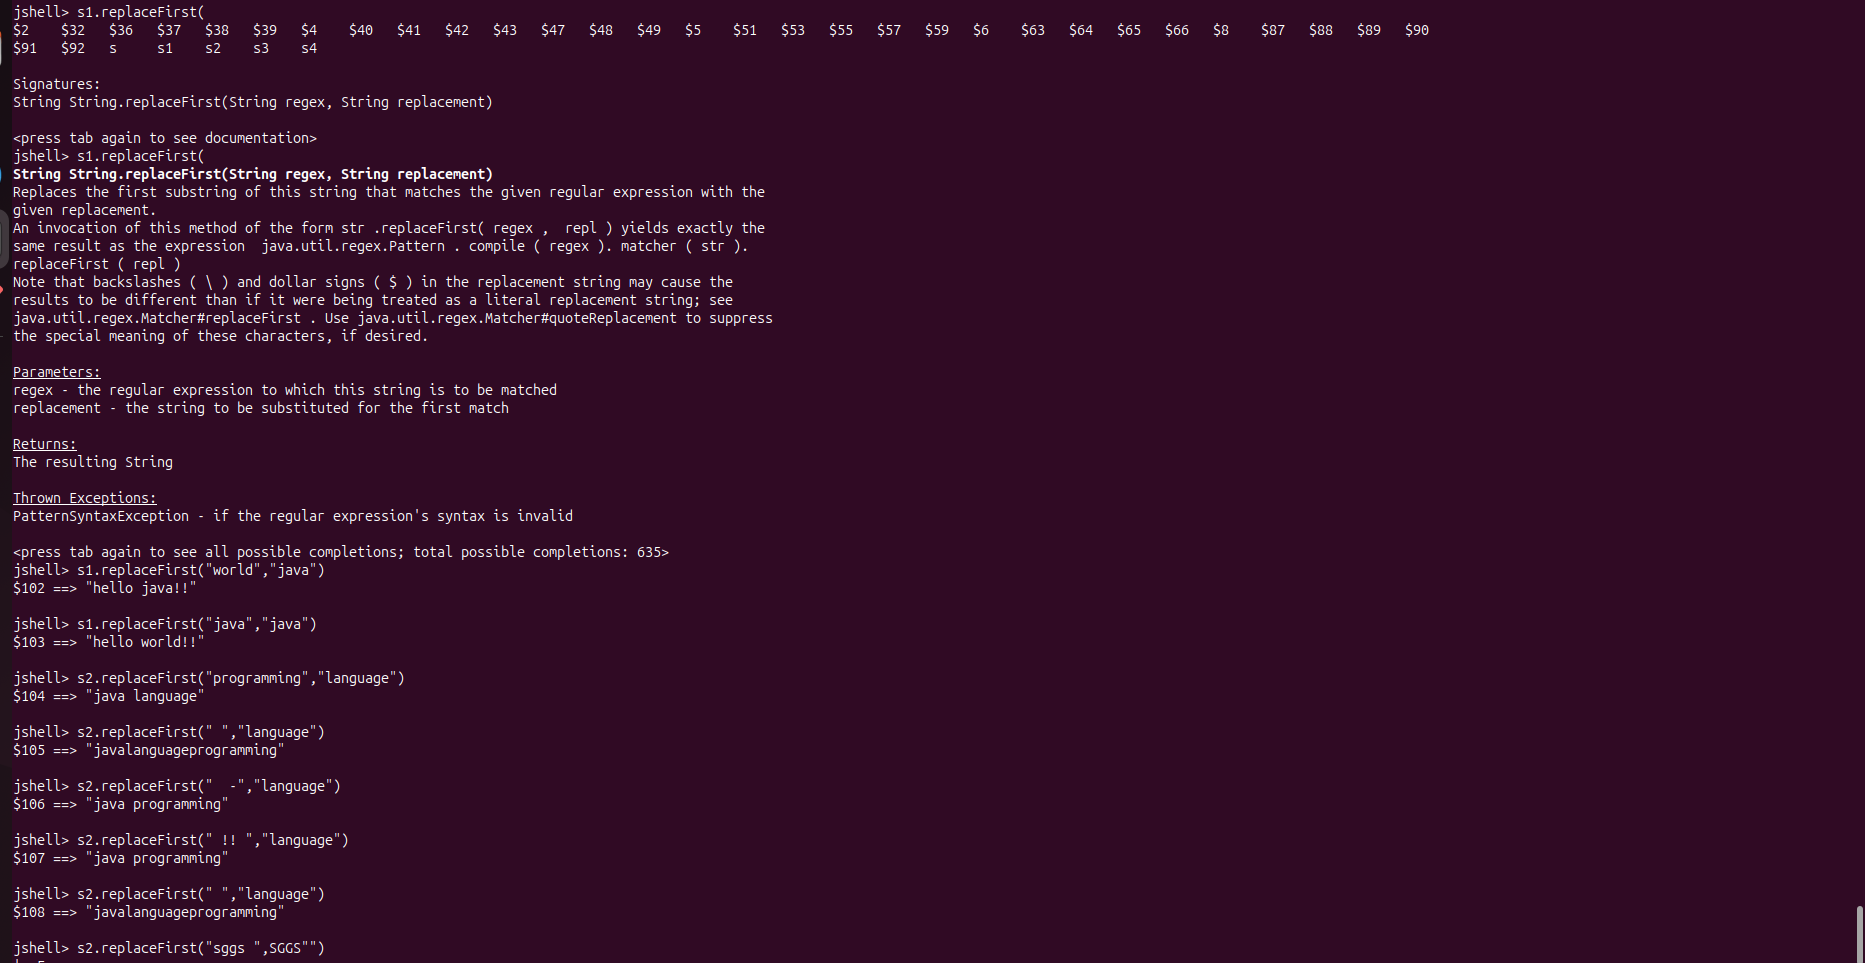 jshell> s1.replaceFirst(
$2    $32   $36   $37   $38   $39   $4    $40   $41   $42   $43   $47   $48   $49   $5    $51   $53   $55   $57   $59   $6    $63   $64   $65   $66   $8    $87   $88   $89   $90
$91   $92   s     s1    s2    s3    s4

Signatures:
String String.replaceFirst(String regex, String replacement)

<press tab again to see documentation>
jshell> s1.replaceFirst(
String String.replaceFirst(String regex, String replacement)
Replaces the first substring of this string that matches the given regular expression with the
given replacement.
An invocation of this method of the form str .replaceFirst( regex ,  repl ) yields exactly the
same result as the expression  java.util.regex.Pattern . compile ( regex ). matcher ( str ).
replaceFirst ( repl )
Note that backslashes ( \ ) and dollar signs ( $ ) in the replacement string may cause the
results to be different than if it were being treated as a literal replacement string; see
java.util.regex.Matcher#replaceFirst . Use java.util.regex.Matcher#quoteReplacement to suppress
the special meaning of these characters, if desired.

Parameters:
regex - the regular expression to which this string is to be matched
replacement - the string to be substituted for the first match

Returns:
The resulting String

Thrown Exceptions:
PatternSyntaxException - if the regular expression's syntax is invalid

<press tab again to see all possible completions; total possible completions: 635>
jshell> s1.replaceFirst("world","java")
$102 ==> "hello java!!"

jshell> s1.replaceFirst("java","java")
$103 ==> "hello world!!"

jshell> s2.replaceFirst("programming","language")
$104 ==> "java language"

jshell> s2.replaceFirst(" ","language")
$105 ==> "javalanguageprogramming"

jshell> s2.replaceFirst("  -","language")
$106 ==> "java programming"

jshell> s2.replaceFirst(" !! ","language")
$107 ==> "java programming"

jshell> s2.replaceFirst(" ","language")
$108 ==> "javalanguageprogramming"

jshell> s2.replaceFirst("sggs ",SGGS"")